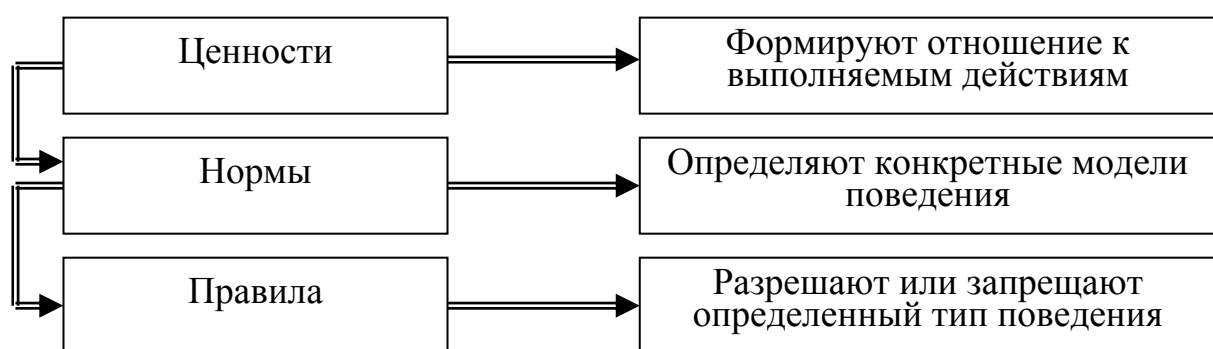 Ценности
Формируют отношение к
выполняемым действиям
Нормы
Определяют конкретные модели
поведения
Правила
Разрешают или запрещают
определенный тип поведения